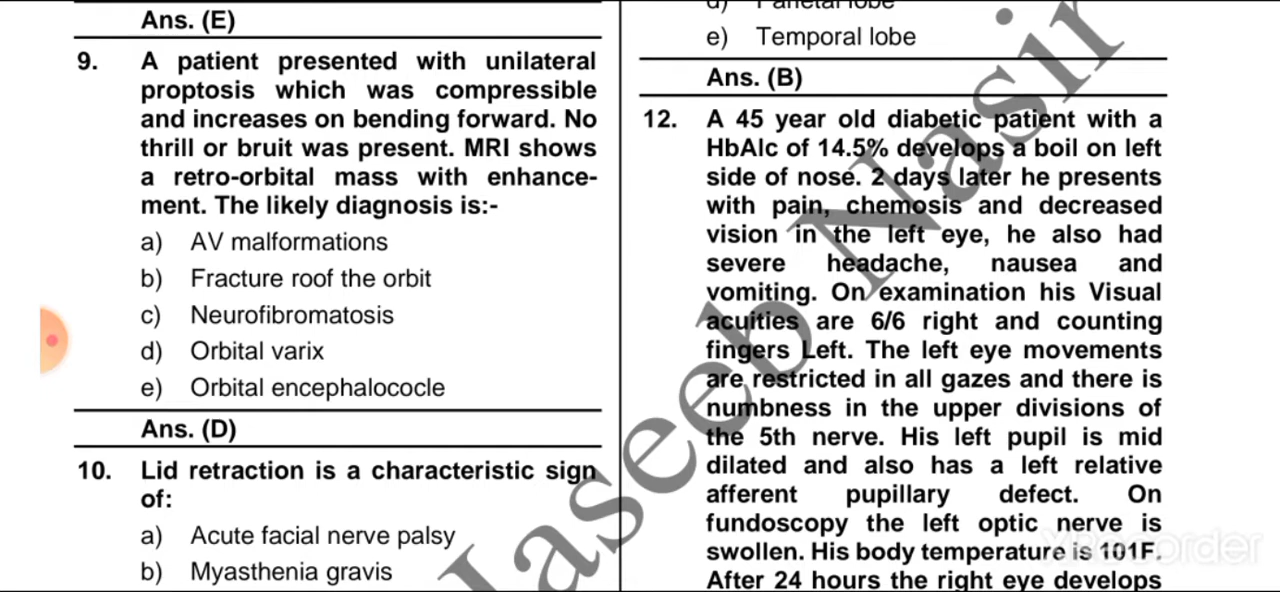 Ans. (E)
9. A patient presented with unilateral
proptosis which was compressible
and increases on bending forward. No
thrill or bruit was present. MRI shows
a retro-orbital mass with enhance-
ment. The likely diagnosis is:-
a) AV malformations
b) Fracture roof the orbit
c) Neurofibromatosis
d) Orbital varix
e) Orbital encephalococle
Ans. (D)
10. Lid retraction is a characteristic sign
of:
a) Acute facial nerve palsy
b) Myasthenia gravis
d) Parietal lobe
e) Temporal lobe
Ans. (B)
12. A 45 year old diabetic patient with a
HbAlc of 14.5% develops a boil on left
side of nose. 2 days later he presents
with pain, chemosis and decreased
vision in the left eye, he also had
severe headache, nausea and
vomiting. On examination his Visual
acuities are 6/6 right and counting
fingers Left. The left eye movements
are restricted in all gazes and there is
numbness in the upper divisions of
the 5th nerve. His left pupil is mid
dilated and also has a left relative
afferent pupillary defect. On
fundoscopy the left optic nerve is
swollen. His body temperature is 101F.
After 24 hours the right eye develops
Haseeb Nasir
XRecorder